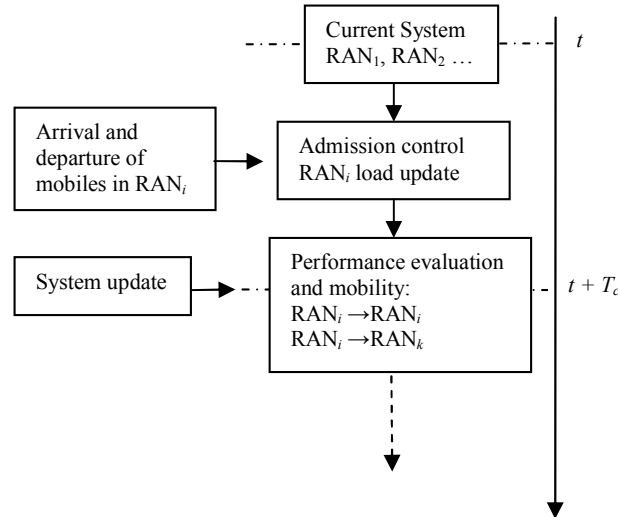 Current System
RAN₁, RAN₂ …
t
Arrival and
departure of
mobiles in RANᵢ
Admission control
RANᵢ load update
System update
Performance evaluation
and mobility:
RANᵢ →RANᵢ
RANᵢ →RANₖ
t + T_c